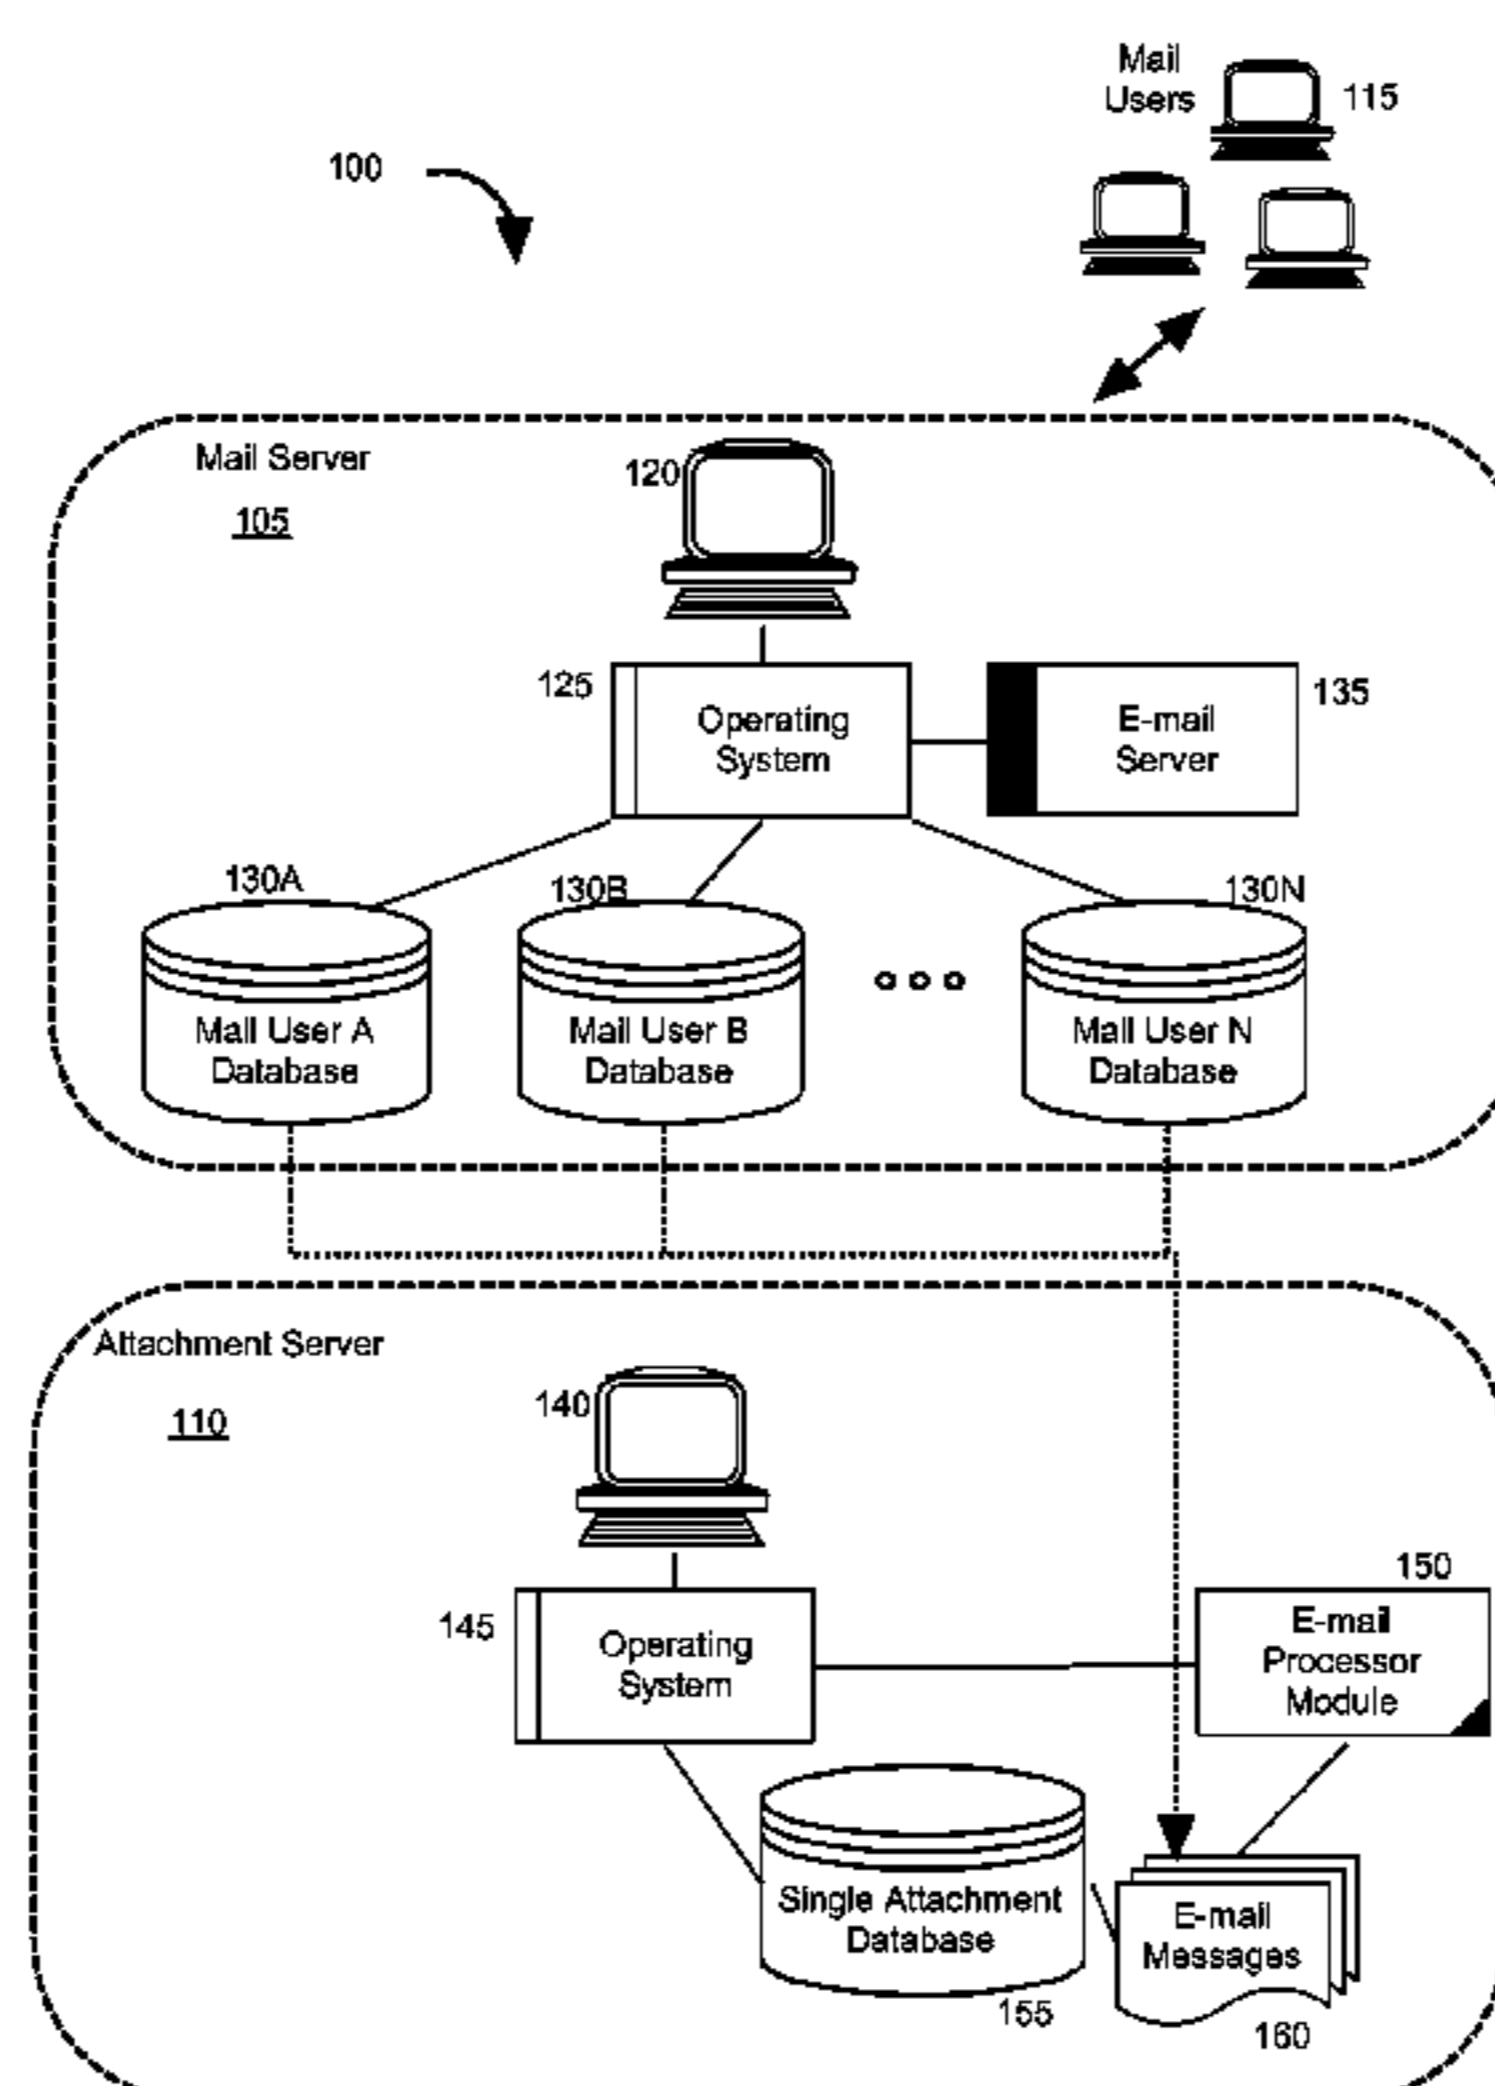 Mail
Users
115
100
Mail Server
105
120
125
Operating
System
E-mail
Server
135
130A
130B
130N
Mail User A
Database
Mail User B
Database
Mail User N
Database
Attachment Server
110
140
145
Operating
System
150
E-mail
Processor
Module
Single Attachment
Database
155
E-mail
Messages
160